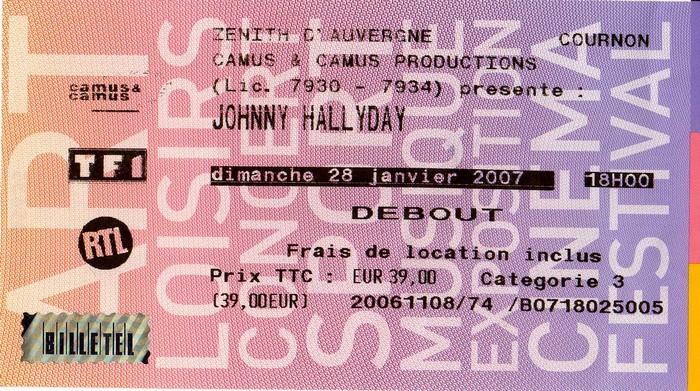 ZENITH D'AUVERGNE COURNON
CAMUS & CAMUS PRODUCTIONS
(Lic. 7930 - 7934) presente :
JOHNNY HALLYDAY
camus&
camus
TF1
dimanche 28 janvier 2007 18H00
DEBOUT
RTL
Frais de location inclus
Prix TTC : EUR 39,00 Categorie 3
(39,00EUR) 20061108/74 /B0718025005
BILLETEL
ART
LOISIRS
CONCERT
SPORT
MUSIQUE
EXPOSITION
CINEMA
FESTIVAL